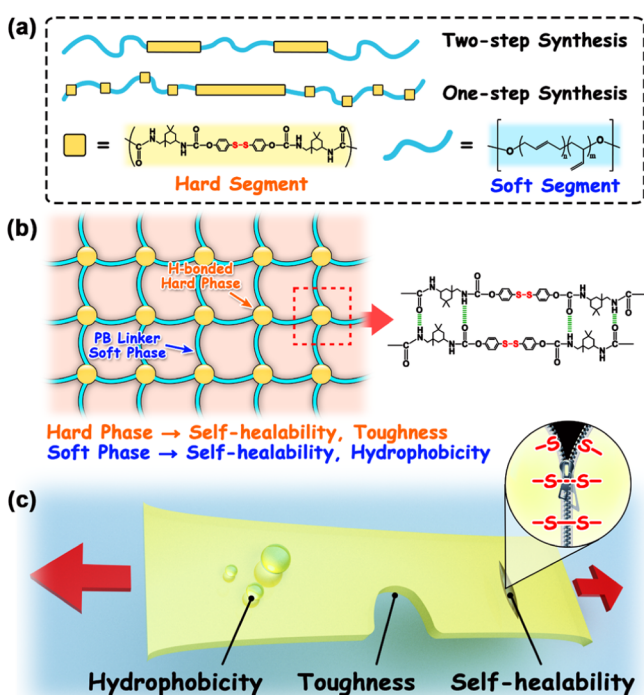 (a)
Two-step Synthesis
One-step Synthesis
=
Hard Segment
=
Soft Segment
(b)
H-bonded
Hard Phase
PB Linker
Soft Phase
Hard Phase → Self-healability, Toughness
Soft Phase → Self-healability, Hydrophobicity
(c)
-S S-
-S---S-
-S-S-
Hydrophobicity
Toughness
Self-healability